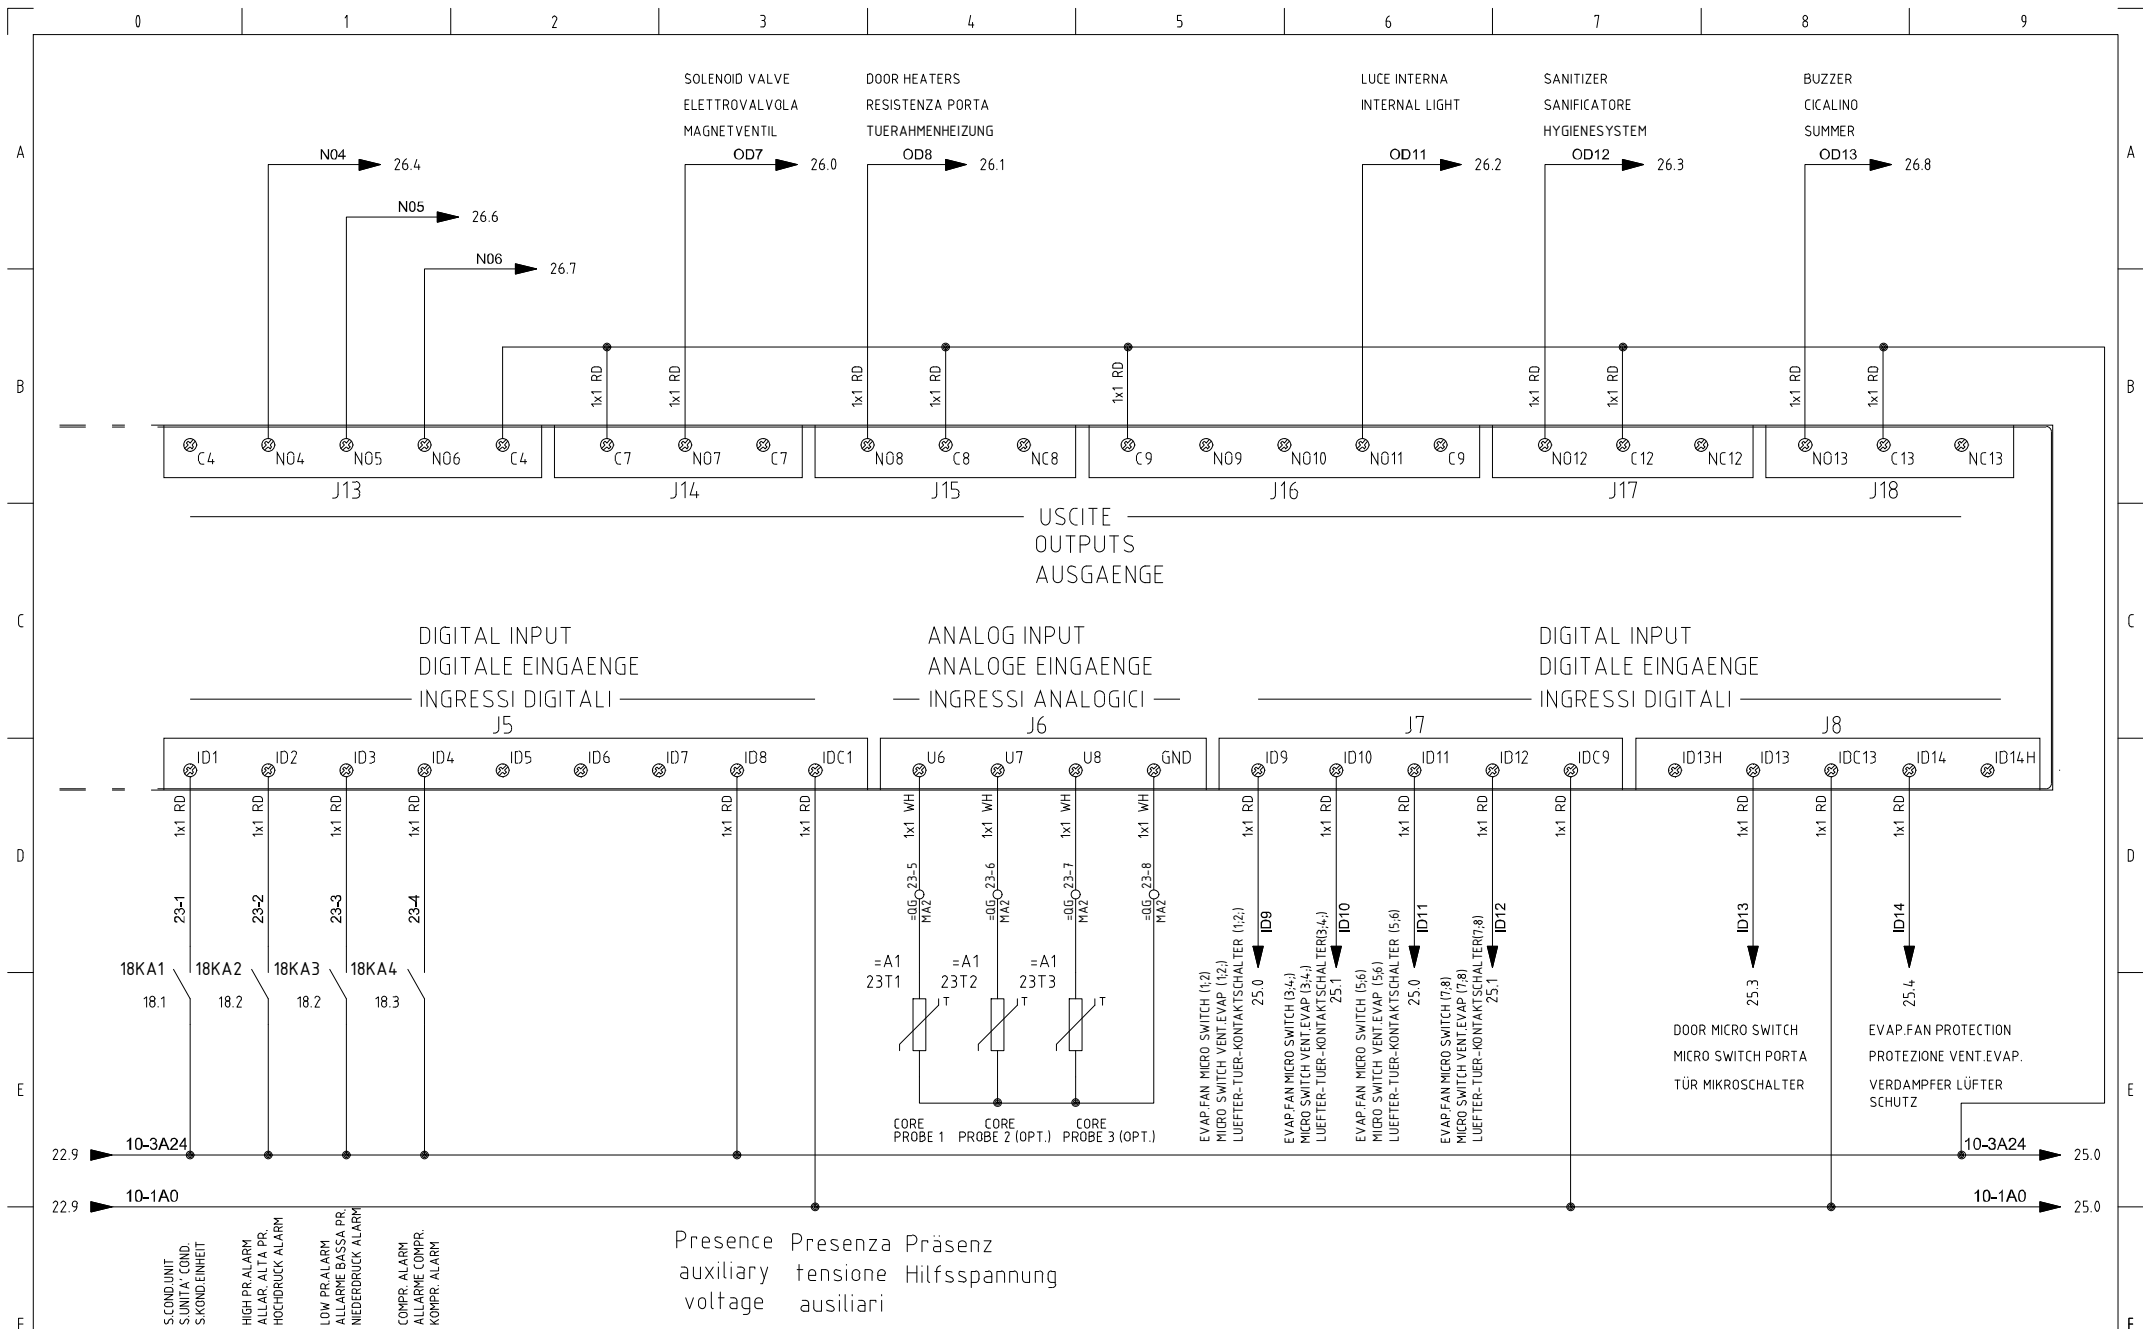 0 1 2 3 4 5 6 7 8 9
SOLENOID VALVE
ELETTROVALVOLA
MAGNETVENTIL
DOOR HEATERS
RESISTENZA PORTA
TUERAHMENHEIZUNG
LUCE INTERNA
INTERNAL LIGHT
SANITIZER
SANIFICATORE
HYGIENESYSTEM
BUZZER
CICALINO
SUMMER
A A
N04 26.4
OD7 26.0
OD8 26.1
OD11 26.2
OD12 26.3
OD13 26.8
N05 26.6
N06 26.7
B B
1x1 RD
1x1 RD
1x1 RD
1x1 RD
1x1 RD
1x1 RD
1x1 RD
1x1 RD
1x1 RD
C4 NO4 NO5 NO6 C4
C7 NO7 C7
NO8 C8 NC8
C9 NO9 NO10 NO11 C9
NO12 C12 NC12
NO13 C13 NC13
J13 J14 J15 J16 J17 J18
USCITE
OUTPUTS
AUSGAENGE
C C
DIGITAL INPUT
DIGITALE EINGAENGE
INGRESSI DIGITALI
ANALOG INPUT
ANALOGE EINGAENGE
INGRESSI ANALOGICI
DIGITAL INPUT
DIGITALE EINGAENGE
INGRESSI DIGITALI
J5 J6 J7 J8
ID1 ID2 ID3 ID4 ID5 ID6 ID7 ID8 IDC1
U6 U7 U8 GND
ID9 ID10 ID11 ID12 IDC9
ID13H ID13 IDC13 ID14 ID14H
1x1 RD
1x1 RD
1x1 RD
1x1 RD
1x1 RD
1x1 RD
1x1 WH
1x1 WH
1x1 WH
1x1 WH
1x1 RD
1x1 RD
1x1 RD
1x1 RD
1x1 RD
1x1 RD
1x1 RD
1x1 RD
D D
23-1
23-2
23-3
23-4
=QG 23-5
MA2
=QG 23-6
MA2
=QG 23-7
MA2
=QG 23-8
MA2
ID9
ID10
ID11
ID12
ID13
ID14
18KA1
18.1
18KA2
18.2
18KA3
18.2
18KA4
18.3
=A1
23T1
=A1
23T2
=A1
23T3
T T T
25.0
25.1
25.0
25.1
25.3
25.4
EVAP.FAN MICRO SWITCH (1;2)
MICRO SWITCH VENT.EVAP (1;2;)
LUEFTER-TUER-KONTAKTSCHALTER (1;2;)
EVAP.FAN MICRO SWITCH (3;4;)
MICRO SWITCH VENT.EVAP (3;4;)
LUEFTER-TUER-KONTAKTSCHALTER(3;4;)
EVAP.FAN MICRO SWITCH (5;6)
MICRO SWITCH VENT.EVAP (5;6)
LUEFTER-TUER-KONTAKTSCHALTER (5;6)
EVAP.FAN MICRO SWITCH (7;8)
MICRO SWITCH VENT.EVAP (7;8)
LUEFTER-TUER-KONTAKTSCHALTER(7;8)
DOOR MICRO SWITCH
MICRO SWITCH PORTA
TÜR MIKROSCHALTER
EVAP.FAN PROTECTION
PROTEZIONE VENT.EVAP.
VERDAMPFER LÜFTER
SCHUTZ
E E
CORE
PROBE 1
CORE
PROBE 2 (OPT.)
CORE
PROBE 3 (OPT.)
22.9 10-3A24 10-3A24 25.0
22.9 10-1A0 10-1A0 25.0
S.COND.UNIT
S.UNITA' COND.
S.KOND.EINHEIT
HIGH PR.ALARM
ALLAR. ALTA PR.
HOCHDRUCK ALARM
LOW PR.ALARM
ALLARME BASSA PR.
NIEDERDRUCK ALARM
COMPR. ALARM
ALLARME COMPR.
KOMPR. ALARM
Presence
auxiliary
voltage
Presenza
tensione
ausiliari
Präsenz
Hilfsspannung
F F